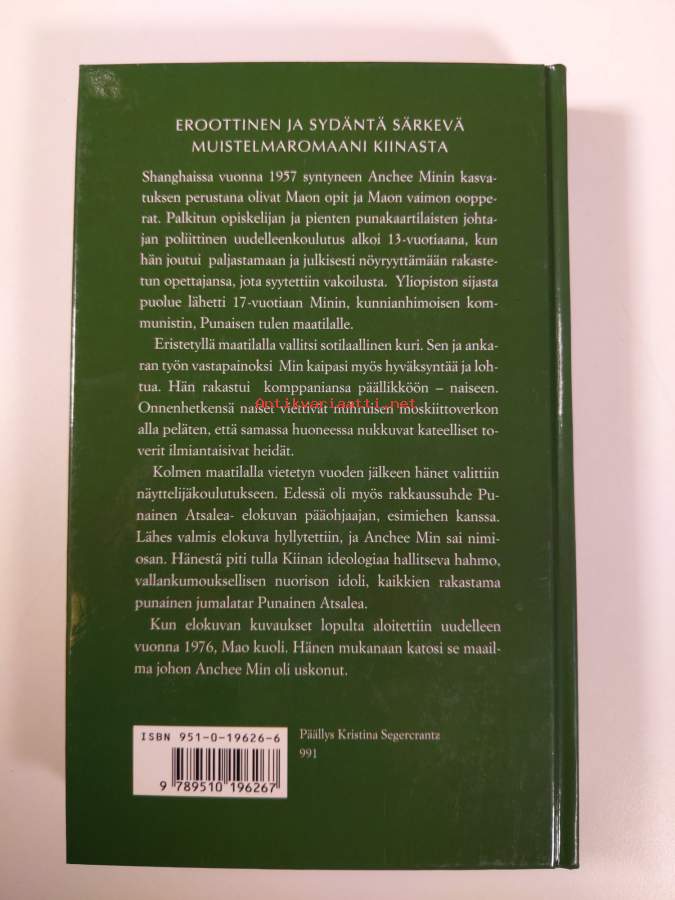 EROOTTINEN JA SYDÄNTÄ SÄRKEVÄ
MUISTELMAROMAANI KIINASTA
Shanghaissa vuonna 1957 syntyneen Anchee Minin kasva-
tuksen perustana olivat Maon opit ja Maon vaimon ooppe-
rat. Palkitun opiskelijan ja pienten punakaartilaisten johta-
jan poliittinen uudelleenkoulutus alkoi 13-vuotiaana, kun
hän joutui paljastamaan ja julkisesti nöyryyttämään rakaste-
tun opettajansa, jota syytettiin vakoilusta. Yliopiston sijasta
puolue lähetti 17-vuotiaan Minin, kunnianhimoisen kom-
munistin, Punaisen tulen maatilalle.
Eristetyllä maatilalla vallitsi sotilaallinen kuri. Sen ja anka-
ran työn vastapainoksi Min kaipasi myös hyväksyntää ja loh-
tua. Hän rakastui komppaniansa päällikköön – naiseen.
Antikvariaatti.net
Onnenhetkensä naiset viettivät nuhruisen moskiittoverkon
alla peläten, että samassa huoneessa nukkuvat kateelliset to-
verit ilmiantaisivat heidät.
Kolmen maatilalla vietetyn vuoden jälkeen hänet valittiin
näyttelijäkoulutukseen. Edessä oli myös rakkaussuhde Pu-
nainen Atsalea- elokuvan pääohjaajan, esimiehen kanssa.
Lähes valmis elokuva hyllytettiin, ja Anchee Min sai nimi-
osan. Hänestä piti tulla Kiinan ideologiaa hallitseva hahmo,
vallankumouksellisen nuorison idoli, kaikkien rakastama
punainen jumalatar Punainen Atsalea.
Kun elokuvan kuvaukset lopulta aloitettiin uudelleen
vuonna 1976, Mao kuoli. Hänen mukanaan katosi se maail-
ma johon Anchee Min oli uskonut.
ISBN 951-0-19626-6
9 789510 196267
Päällys Kristina Segercrantz
991